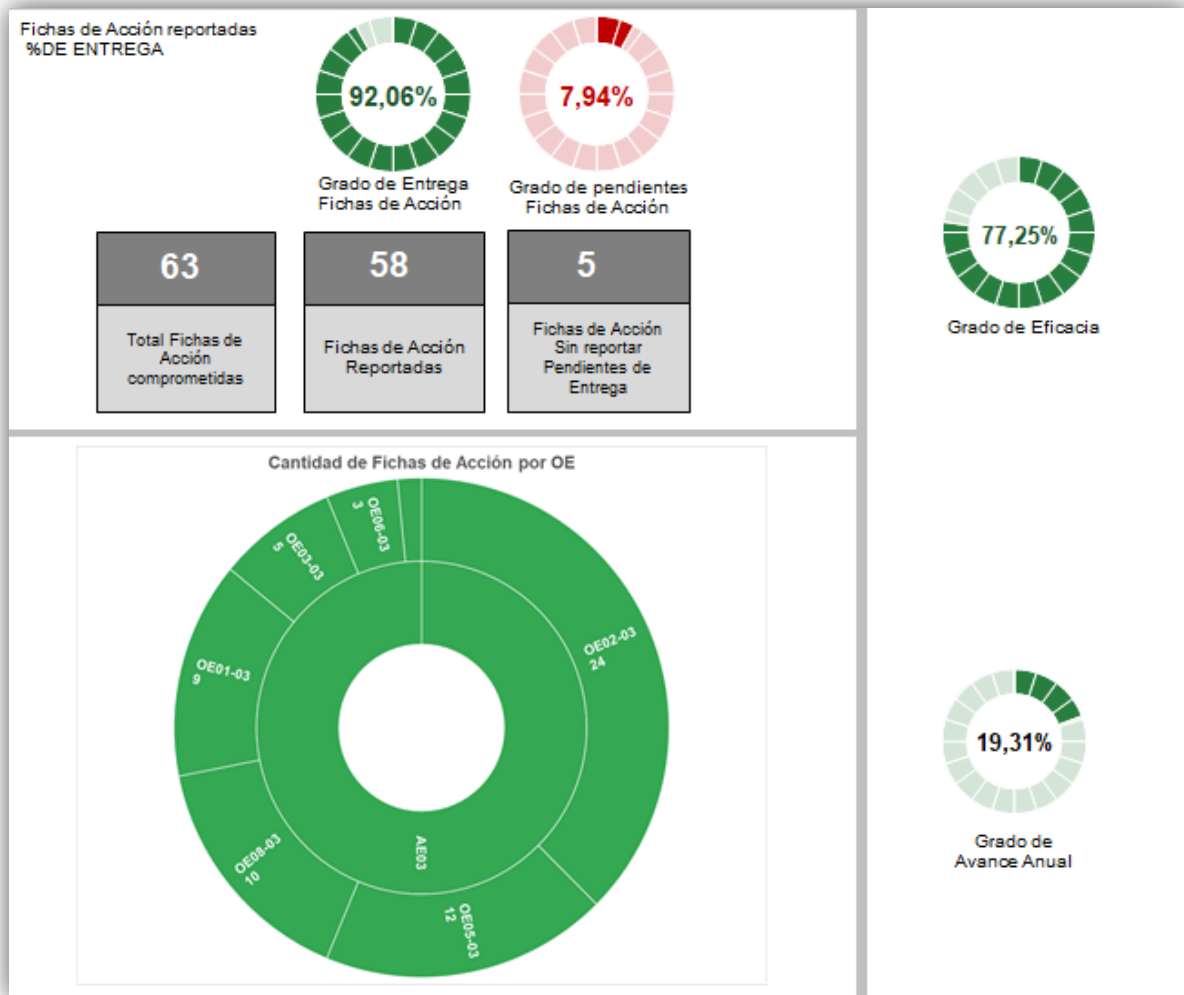 Fichas de Acción reportadas
%DE ENTREGA
92,06%
Grado de Entrega
Fichas de Acción
7,94%
Grado de pendientes
Fichas de Acción
63
Total Fichas de
Acción
comprometidas
58
Fichas de Acción
Reportadas
5
Fichas de Acción
Sin reportar
Pendientes de
Entrega
77,25%
Grado de Eficacia
Cantidad de Fichas de Acción por OE
OE02-03
24
OE05-03
12
OE08-03
10
OE01-03
9
OE03-03
5
OE06-03
3
AE03
19,31%
Grado de
Avance Anual